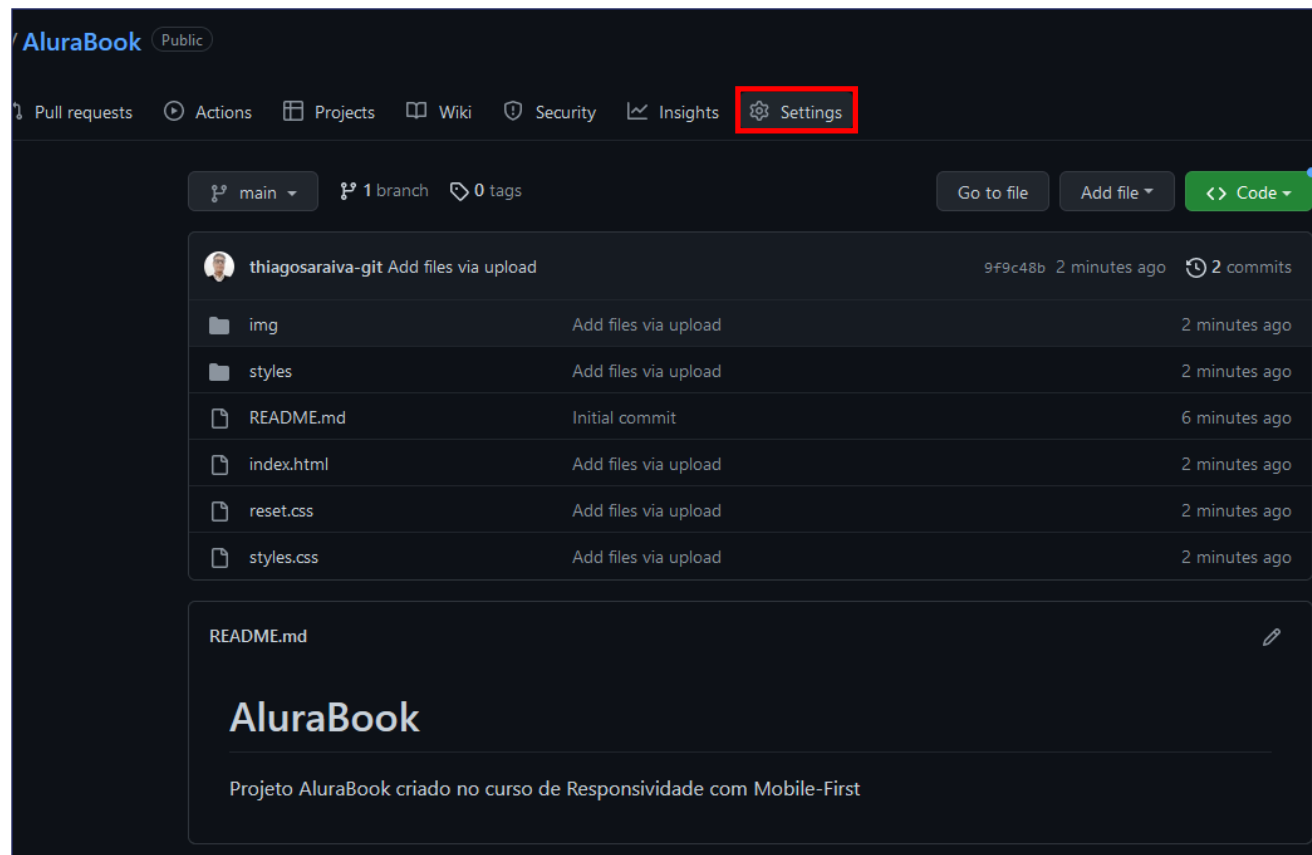 / AluraBook Public
Pull requests Actions Projects Wiki Security Insights Settings
main 1 branch 0 tags Go to file Add file <> Code
thiagosaraiva-git Add files via upload 9f9c48b 2 minutes ago 2 commits
img Add files via upload 2 minutes ago
styles Add files via upload 2 minutes ago
README.md Initial commit 6 minutes ago
index.html Add files via upload 2 minutes ago
reset.css Add files via upload 2 minutes ago
styles.css Add files via upload 2 minutes ago
README.md
AluraBook
Projeto AluraBook criado no curso de Responsividade com Mobile-First